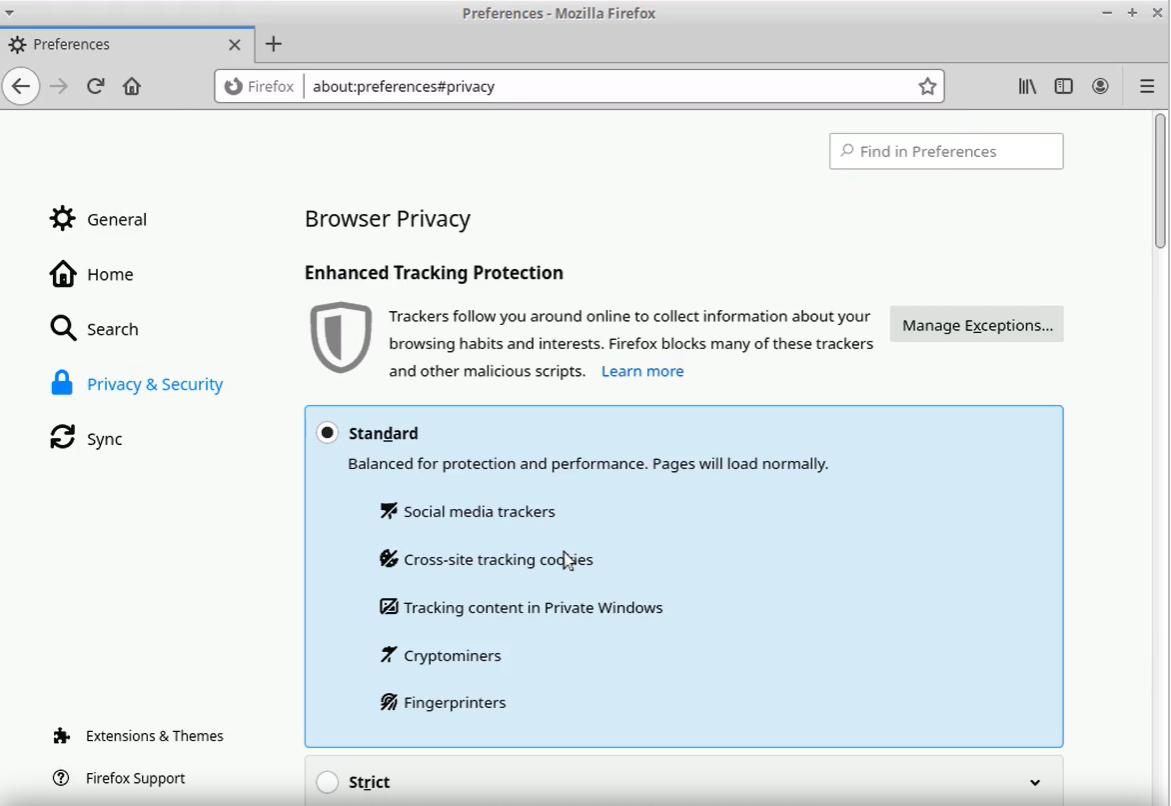 Preferences - Mozilla Firefox
Preferences
Firefox about:preferences#privacy
Find in Preferences
General
Home
Search
Privacy & Security
Sync
Extensions & Themes
Firefox Support
Browser Privacy
Enhanced Tracking Protection
Trackers follow you around online to collect information about your
browsing habits and interests. Firefox blocks many of these trackers
and other malicious scripts. Learn more
Manage Exceptions...
Standard
Balanced for protection and performance. Pages will load normally.
Social media trackers
Cross-site tracking cookies
Tracking content in Private Windows
Cryptominers
Fingerprinters
Strict